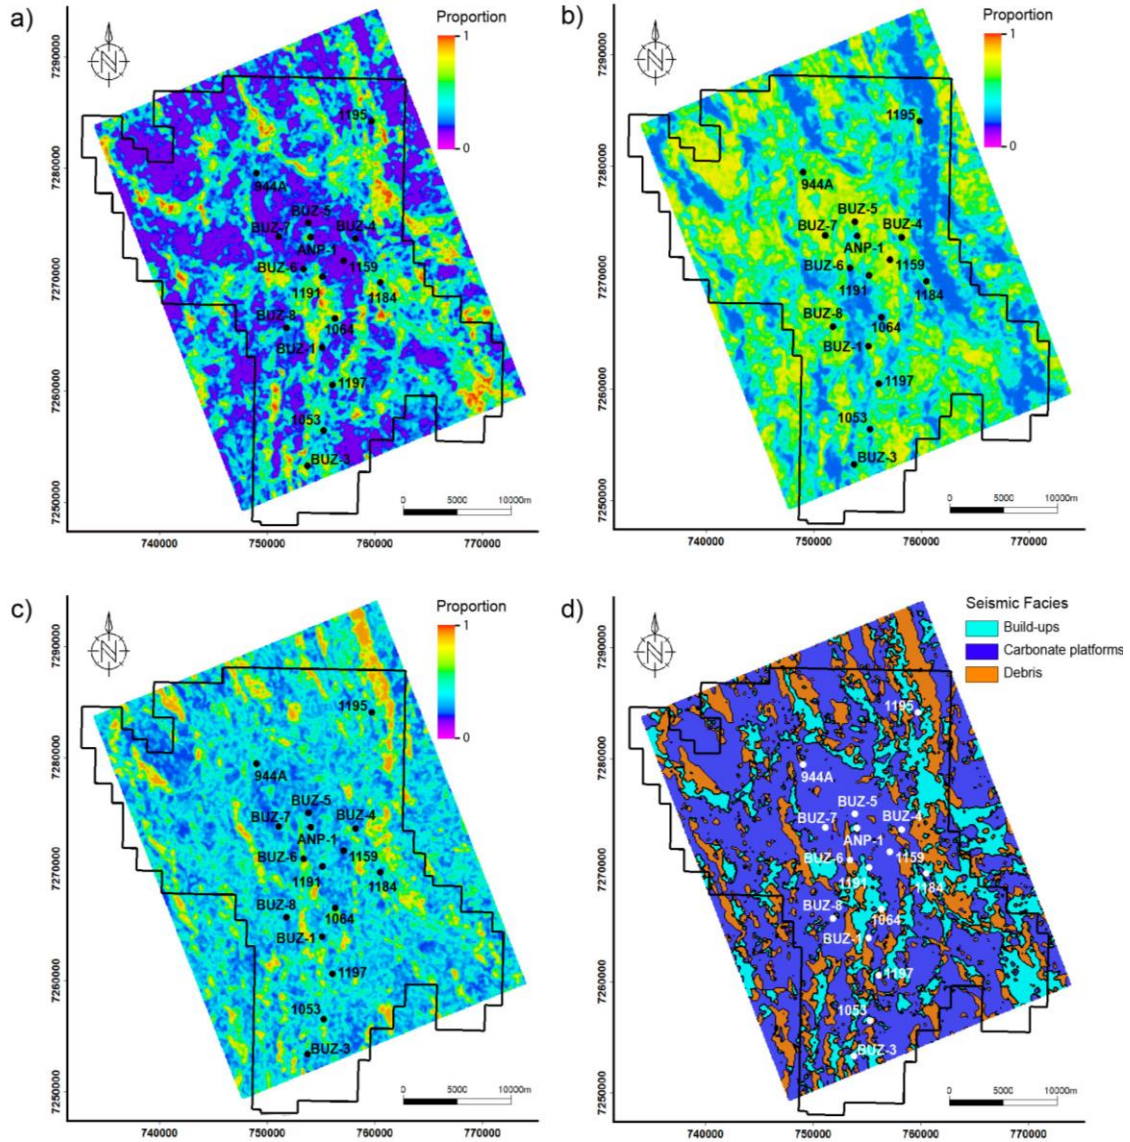 a)
Proportion
1
0
N
7290000
7280000
7270000
7260000
7250000
1195
944A
BUZ-5
BUZ-7
BUZ-4
ANP-1
BUZ-6
1159
1191
1184
BUZ-8
1064
BUZ-1
1197
1053
BUZ-3
0 5000 10000m
740000 750000 760000 770000
b)
Proportion
1
0
N
7290000
7280000
7270000
7260000
7250000
1195
944A
BUZ-5
BUZ-7
BUZ-4
ANP-1
BUZ-6
1159
1191
1184
BUZ-8
1064
BUZ-1
1197
1053
BUZ-3
0 5000 10000m
740000 750000 760000 770000
c)
Proportion
1
0
N
7290000
7280000
7270000
7260000
7250000
1195
944A
BUZ-5
BUZ-7
BUZ-4
ANP-1
BUZ-6
1159
1191
1184
BUZ-8
1064
BUZ-1
1197
1053
BUZ-3
0 5000 10000m
740000 750000 760000 770000
d)
Seismic Facies
Build-ups
Carbonate platforms
Debris
N
7290000
7280000
7270000
7260000
7250000
1195
944A
BUZ-5
BUZ-7
BUZ-4
ANP-1
BUZ-6
1159
1191
1184
BUZ-8
1064
BUZ-1
1197
1053
BUZ-3
0 5000 10000m
740000 750000 760000 770000